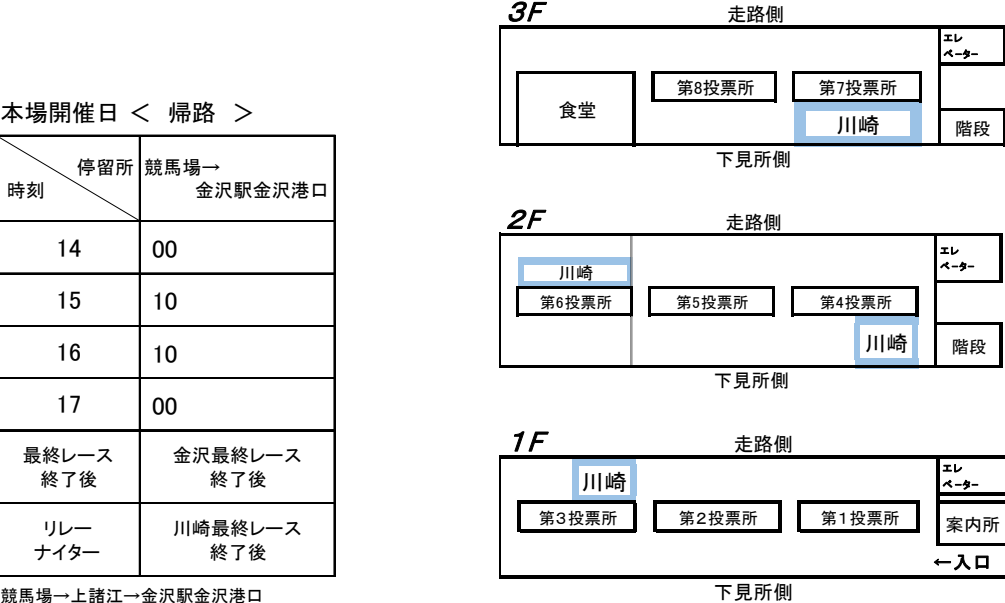 本場開催日 ＜ 帰路 ＞
停留所
時刻
競馬場→
金沢駅金沢港口
14
00
15
10
16
10
17
00
最終レース
終了後
金沢最終レース
終了後
リレー
ナイター
川崎最終レース
終了後
競馬場→上諸江→金沢駅金沢港口
3F
走路側
エレ
ベーター
第8投票所
第7投票所
食堂
川崎
階段
下見所側
2F
走路側
エレ
ベーター
川崎
第6投票所
第5投票所
第4投票所
川崎
階段
下見所側
1F
走路側
エレ
ベーター
川崎
第３投票所
第２投票所
第１投票所
案内所
←入口
下見所側